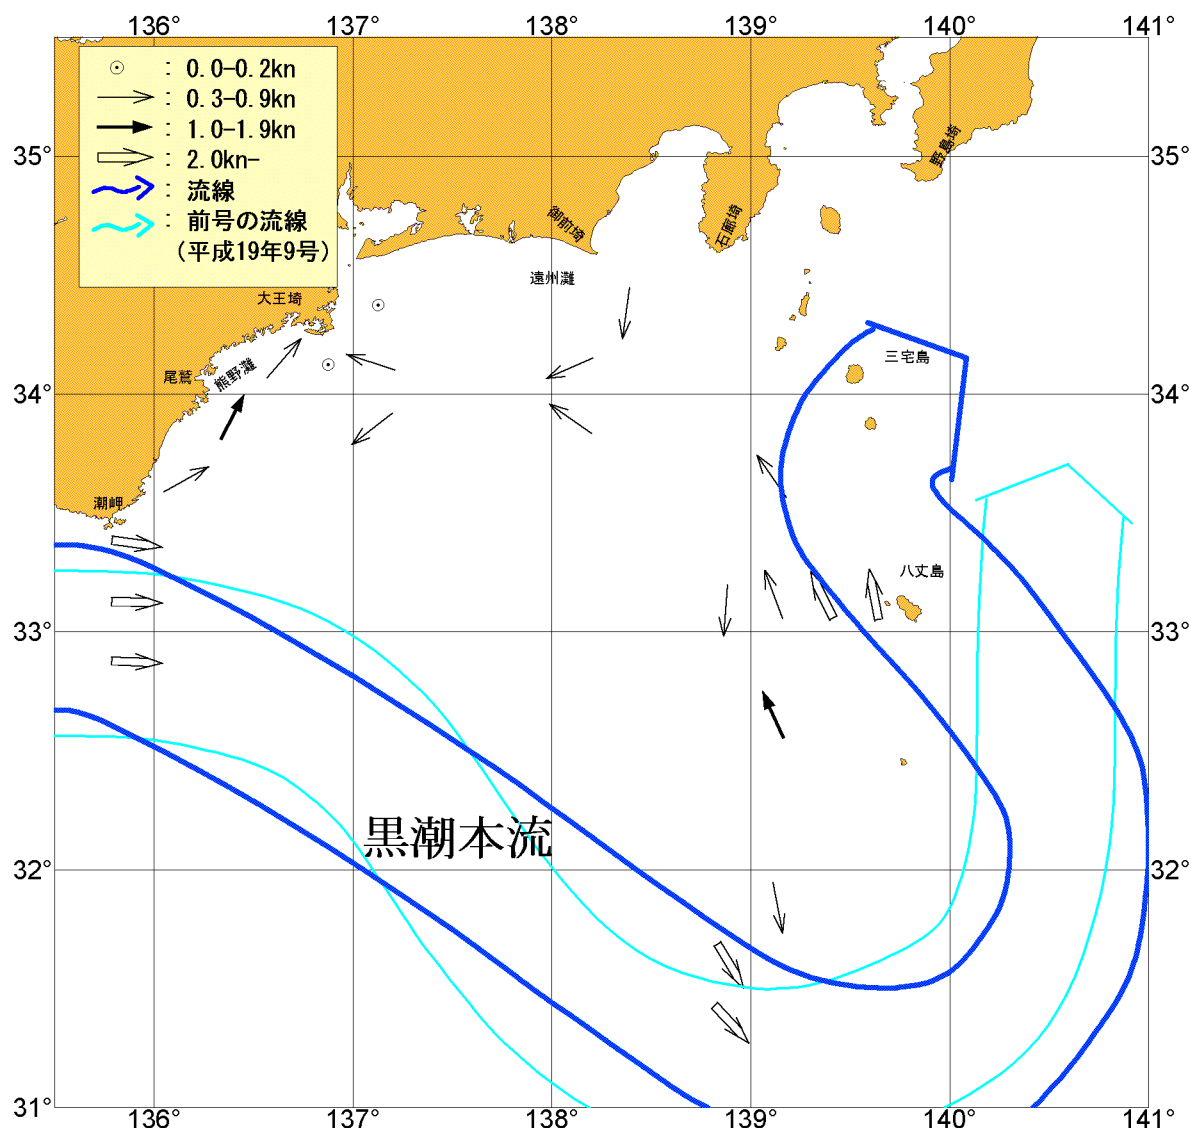 136° 137° 138° 139° 140° 141°
: 0.0-0.2kn
: 0.3-0.9kn
: 1.0-1.9kn
: 2.0kn-
: 流線
: 前号の流線
(平成19年9号)
35° 35°
野島埼
石廊埼
御前埼
遠州灘
大王埼
三宅島
熊野灘
尾鷲
34° 34°
潮岬
八丈島
33° 33°
黒潮本流
32° 32°
31° 31°
136° 137° 138° 139° 140° 141°